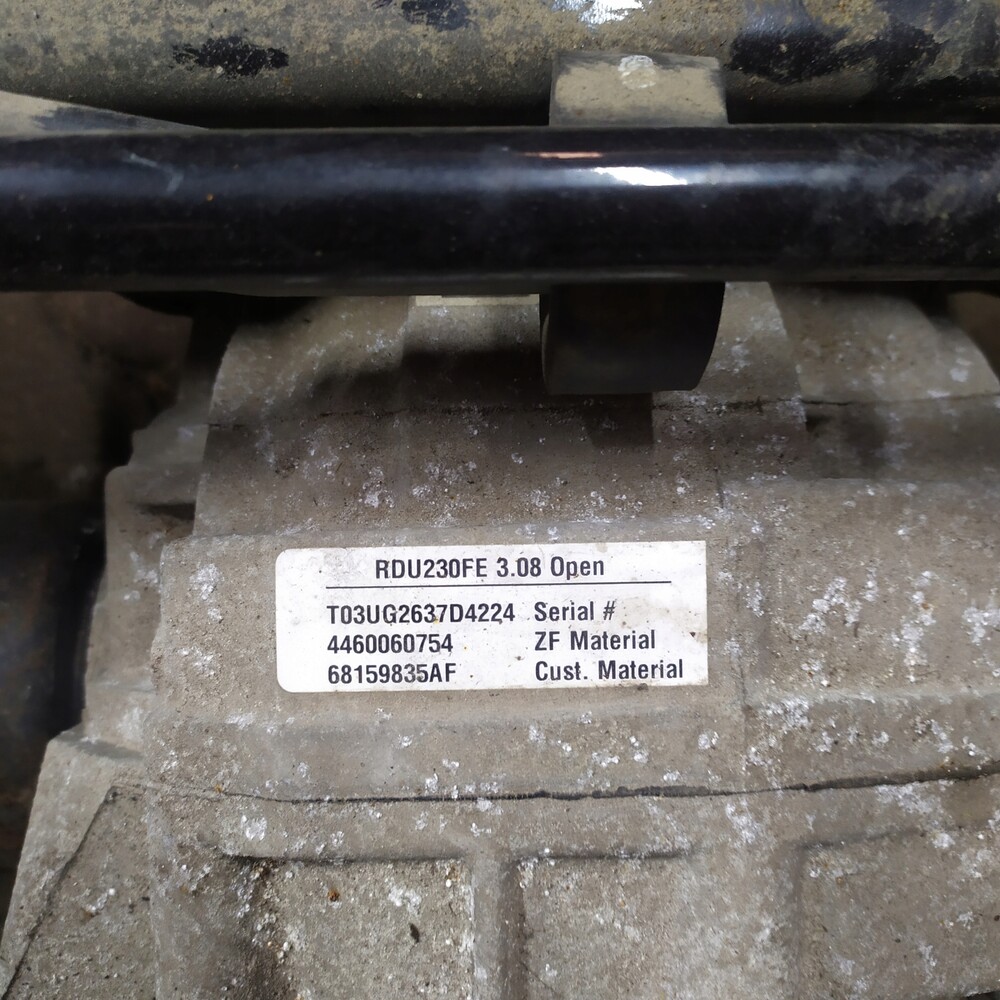 RDU230FE 3.08 Open
T03UG2637D4224 Serial #
4460060754 ZF Material
68159835AF Cust. Material